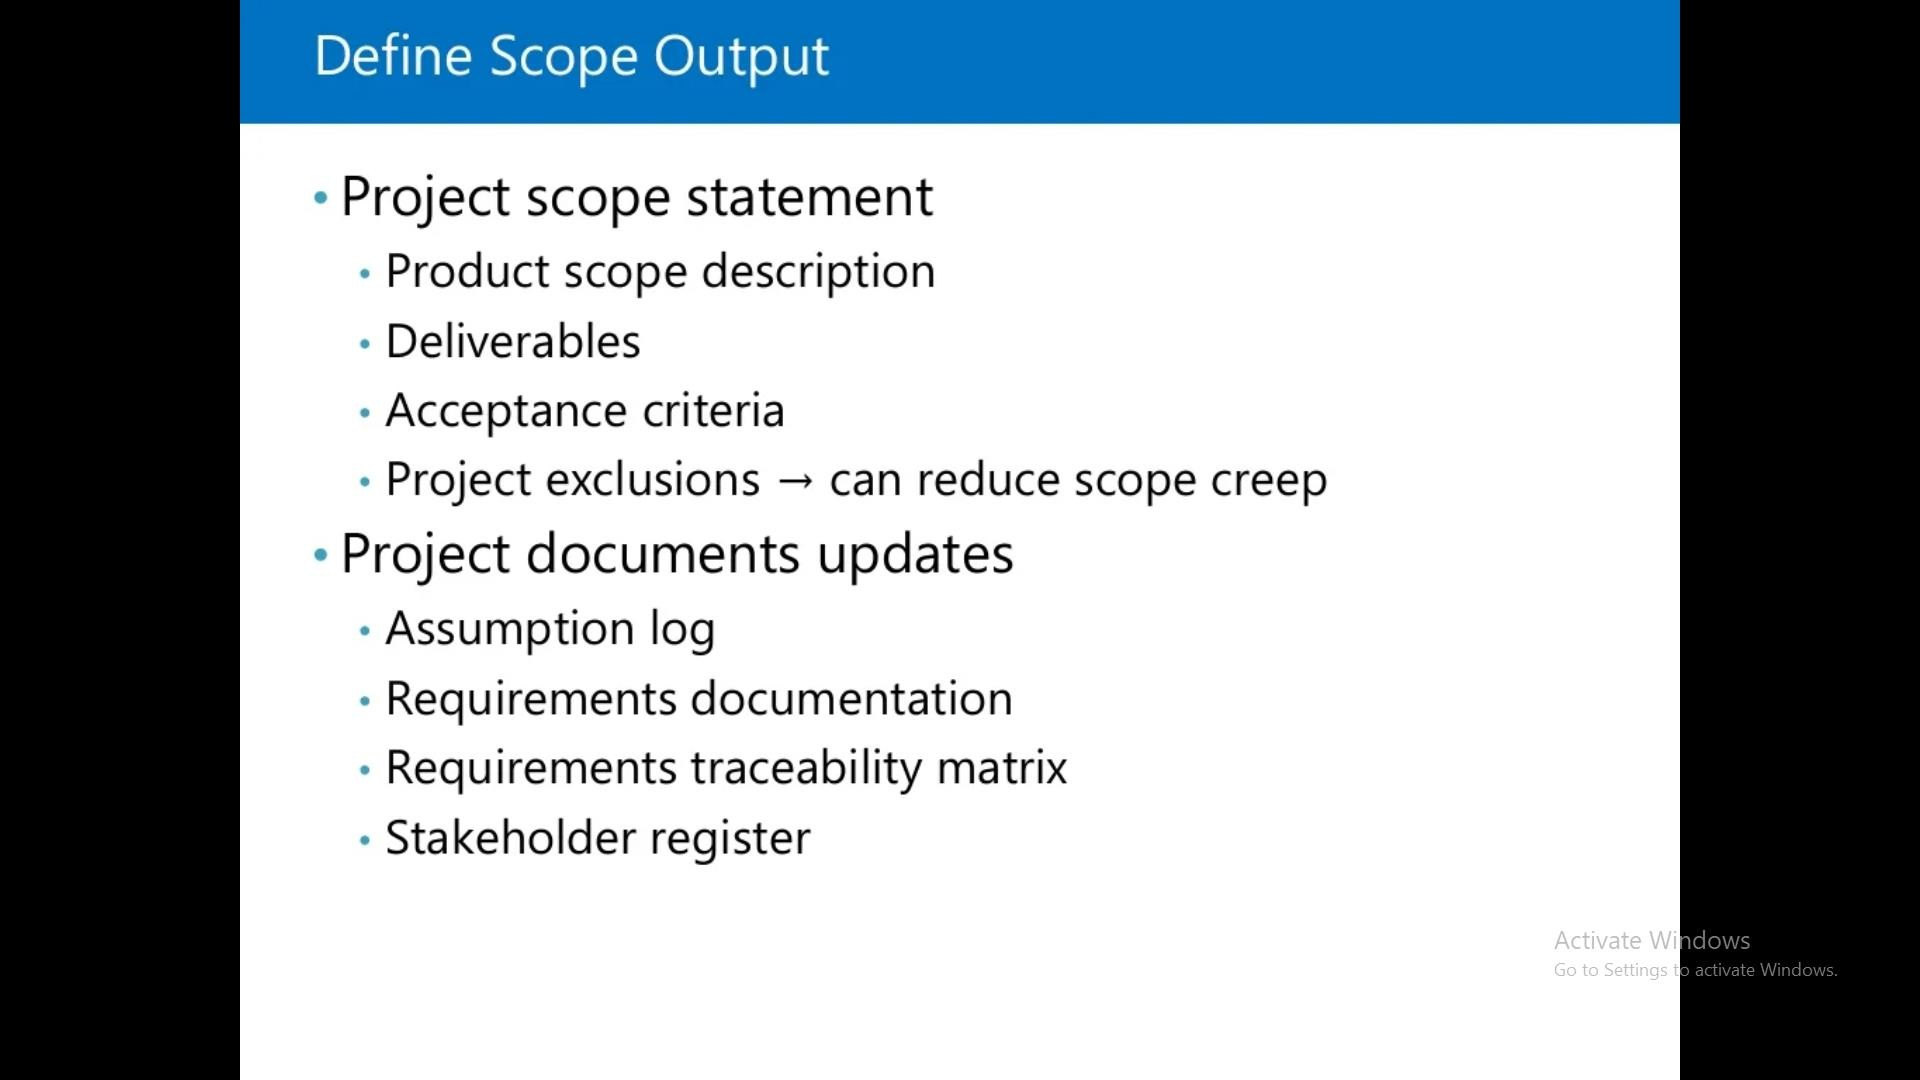 Define Scope Output
• Project scope statement
• Product scope description
• Deliverables
• Acceptance criteria
• Project exclusions → can reduce scope creep
• Project documents updates
• Assumption log
• Requirements documentation
• Requirements traceability matrix
• Stakeholder register
Activate Windows
Go to Settings to activate Windows.